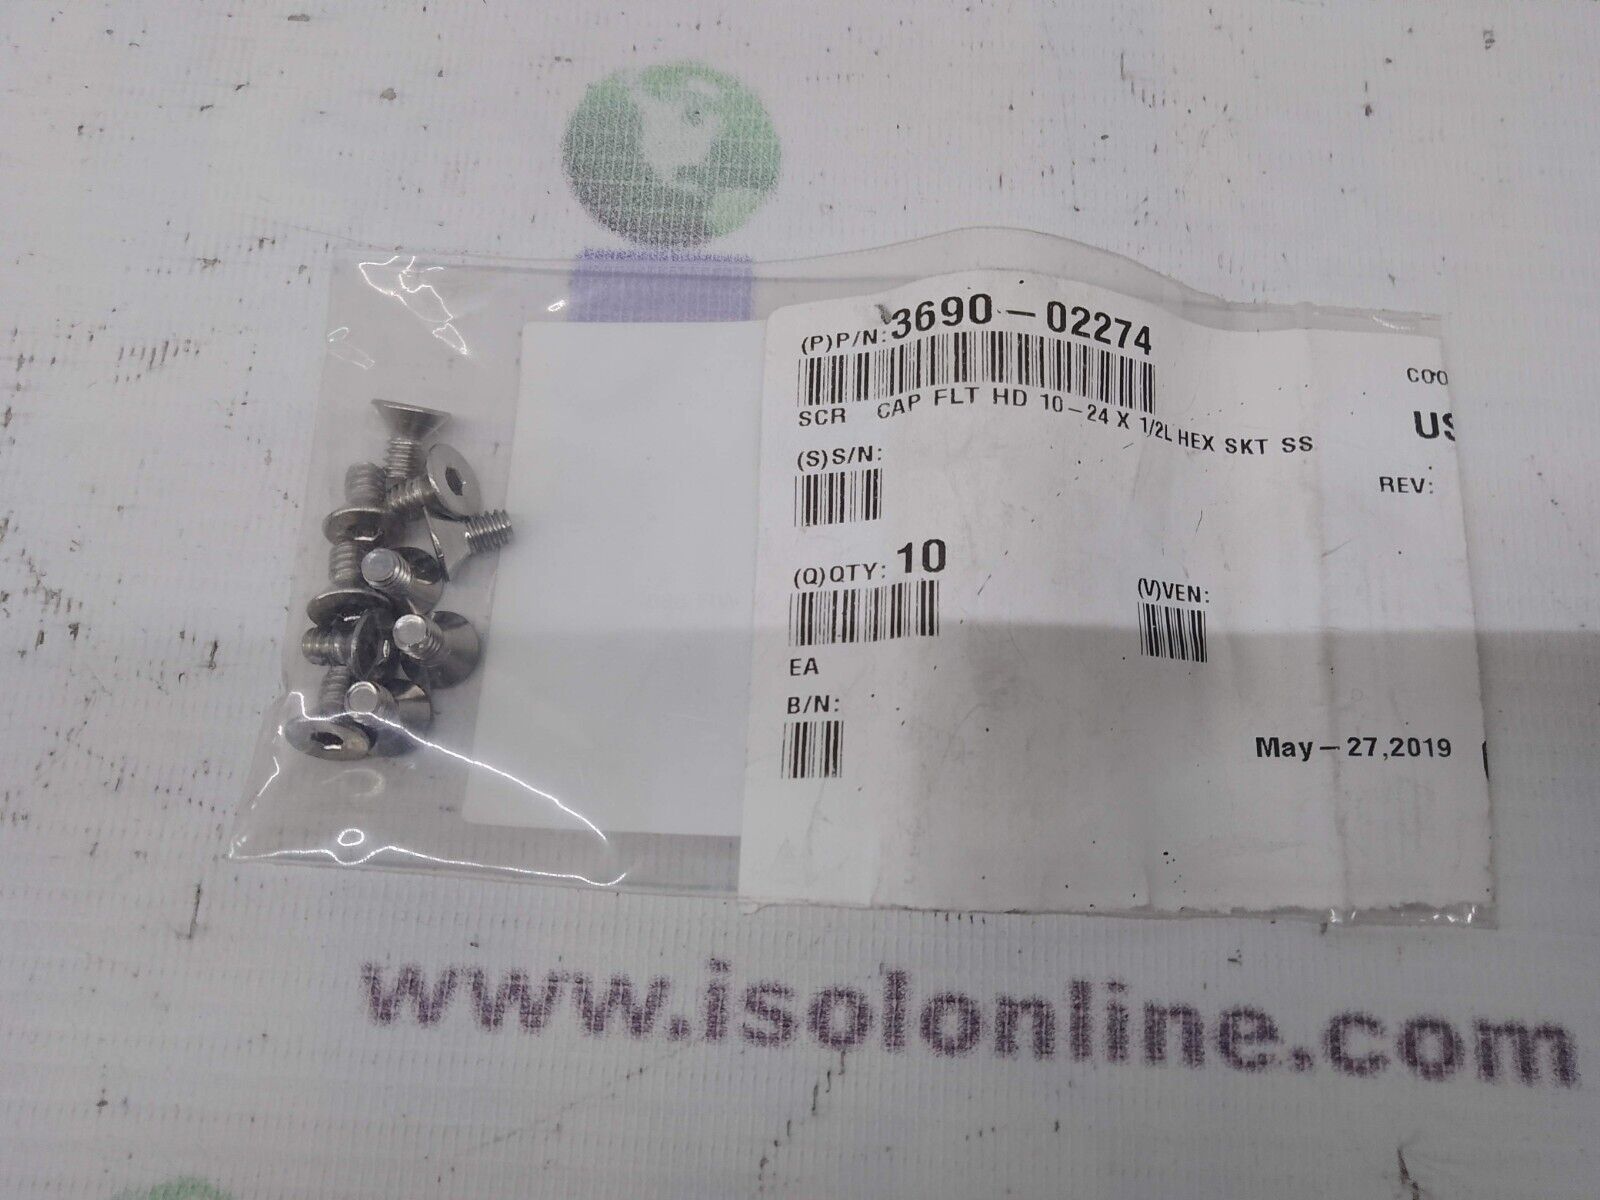 (P)P/N: 3690-02274
SCR CAP FLT HD 10-24 X 1/2L HEX SKT SS
COO
US
(S)S/N:
REV:
(Q)QTY: 10
(V)VEN:
EA
B/N:
May-27,2019
www.isolonline.com